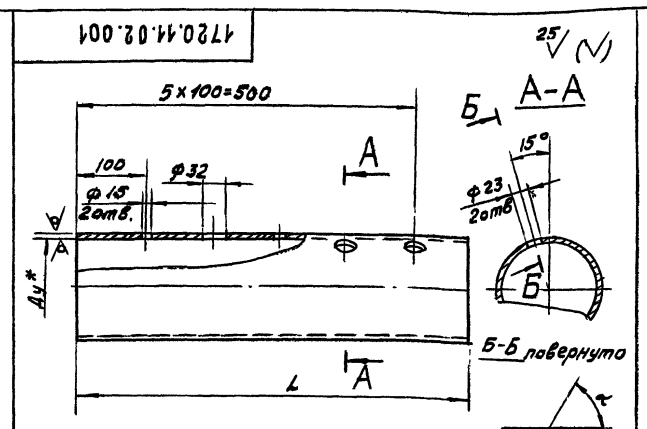 1720.11.02.001
25 (√)
5×100=500
А-А
Б
А
15°
100
φ32
φ23
2отв
φ15
2отв.
Ду*
Б
Б-Б повернуто
А
L
α